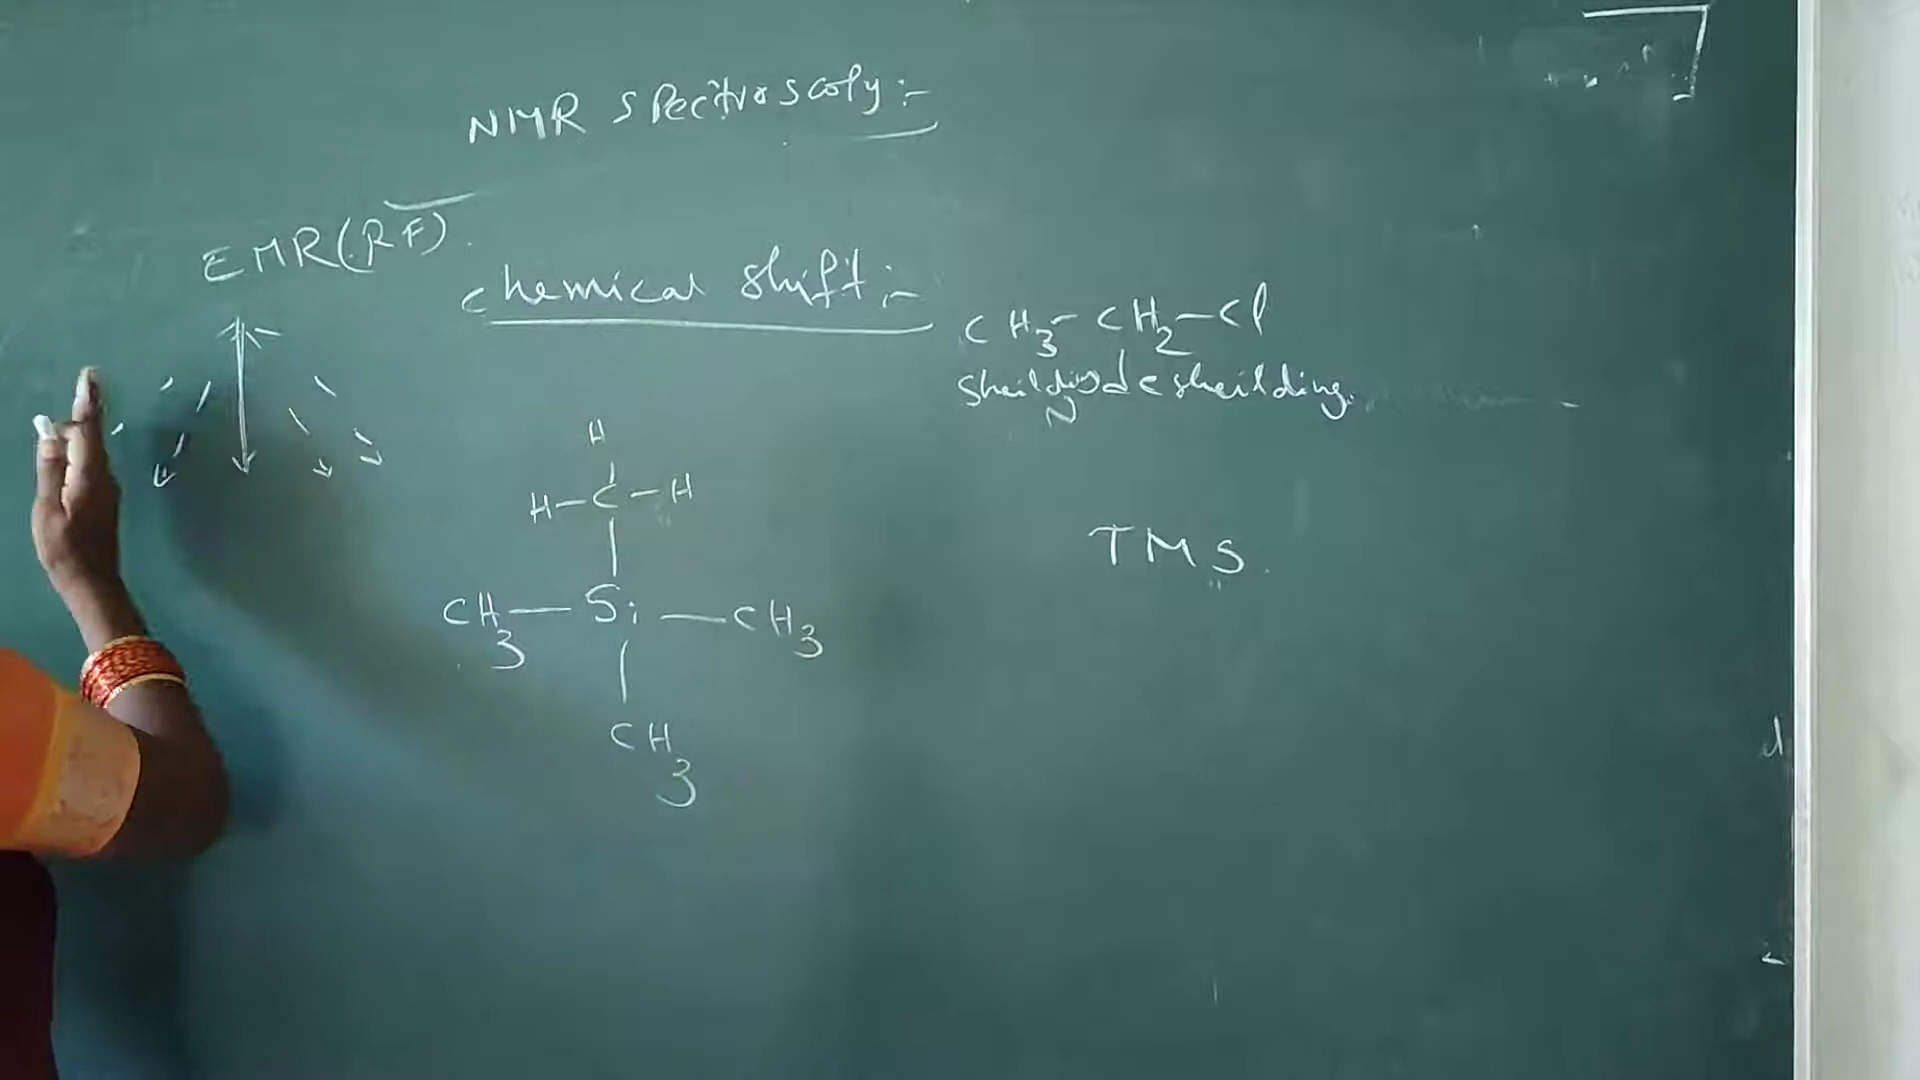 NMR spectroscopy:-
EMR(RF).
chemical shift:-
CH3-CH2-Cl
sheilding desheilding.
N
H
H-C-H
TMS
CH3-Si-CH3
CH3